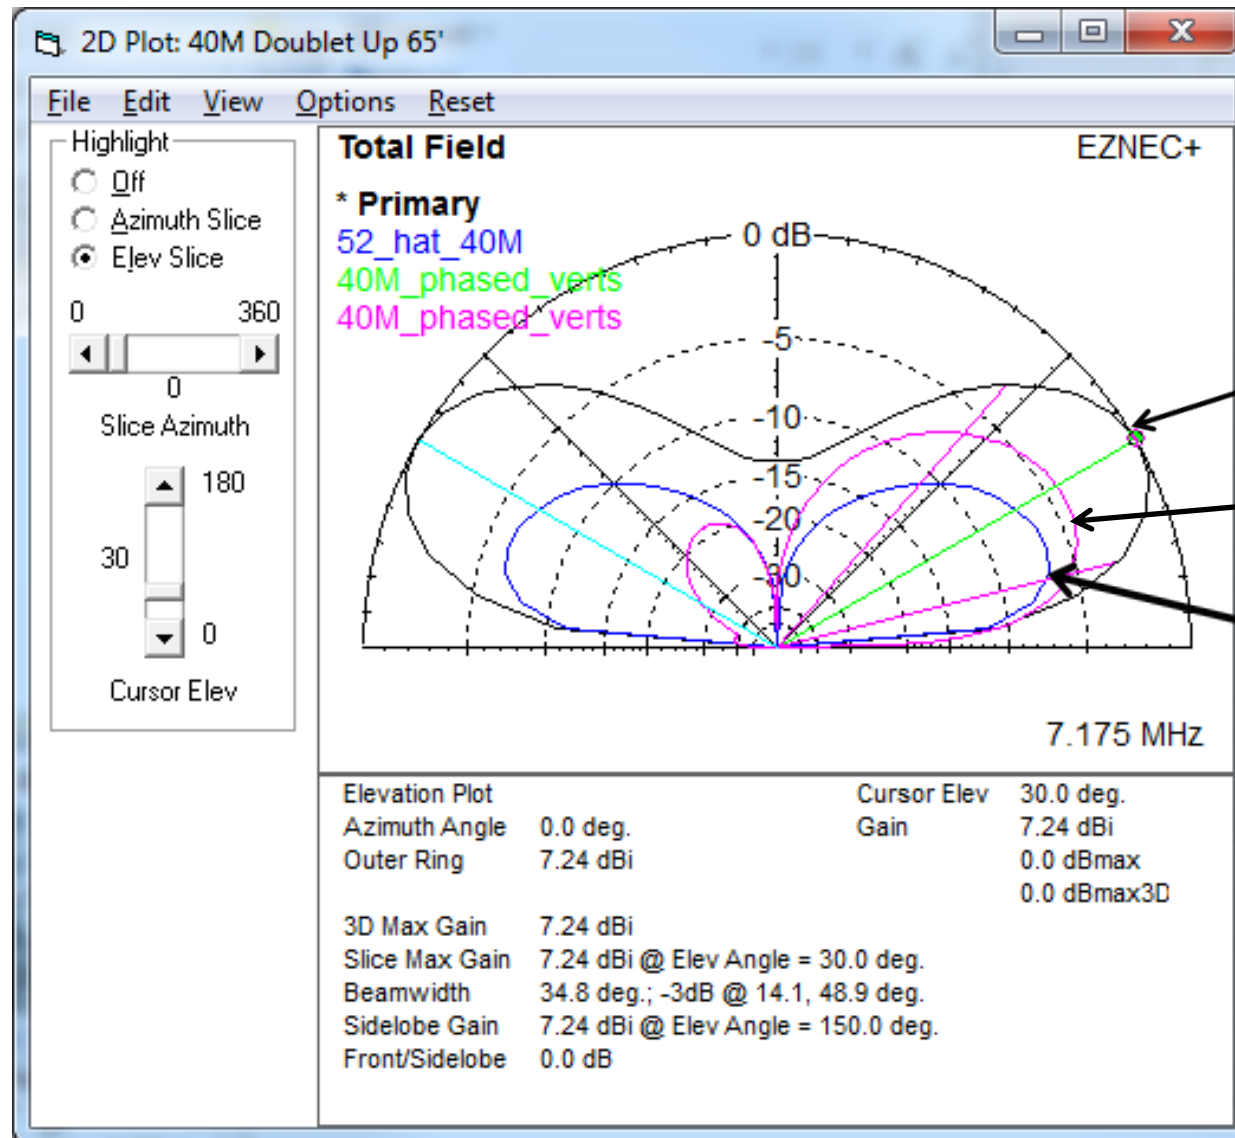 2D Plot: 40M Doublet Up 65'
File Edit View Options Reset
Highlight
Off
Azimuth Slice
Elev Slice
0 360
0
Slice Azimuth
180
30
0
Cursor Elev
Total Field EZNEC+
* Primary
52_hat_40M
40M_phased_verts
40M_phased_verts
0 dB
-5
-10
-15
-20
-30
7.175 MHz
Elevation Plot Cursor Elev 30.0 deg.
Azimuth Angle 0.0 deg. Gain 7.24 dBi
Outer Ring 7.24 dBi 0.0 dBmax
0.0 dBmax3D
3D Max Gain 7.24 dBi
Slice Max Gain 7.24 dBi @ Elev Angle = 30.0 deg.
Beamwidth 34.8 deg.; -3dB @ 14.1, 48.9 deg.
Sidelobe Gain 7.24 dBi @ Elev Angle = 150.0 deg.
Front/Sidelobe 0.0 dB